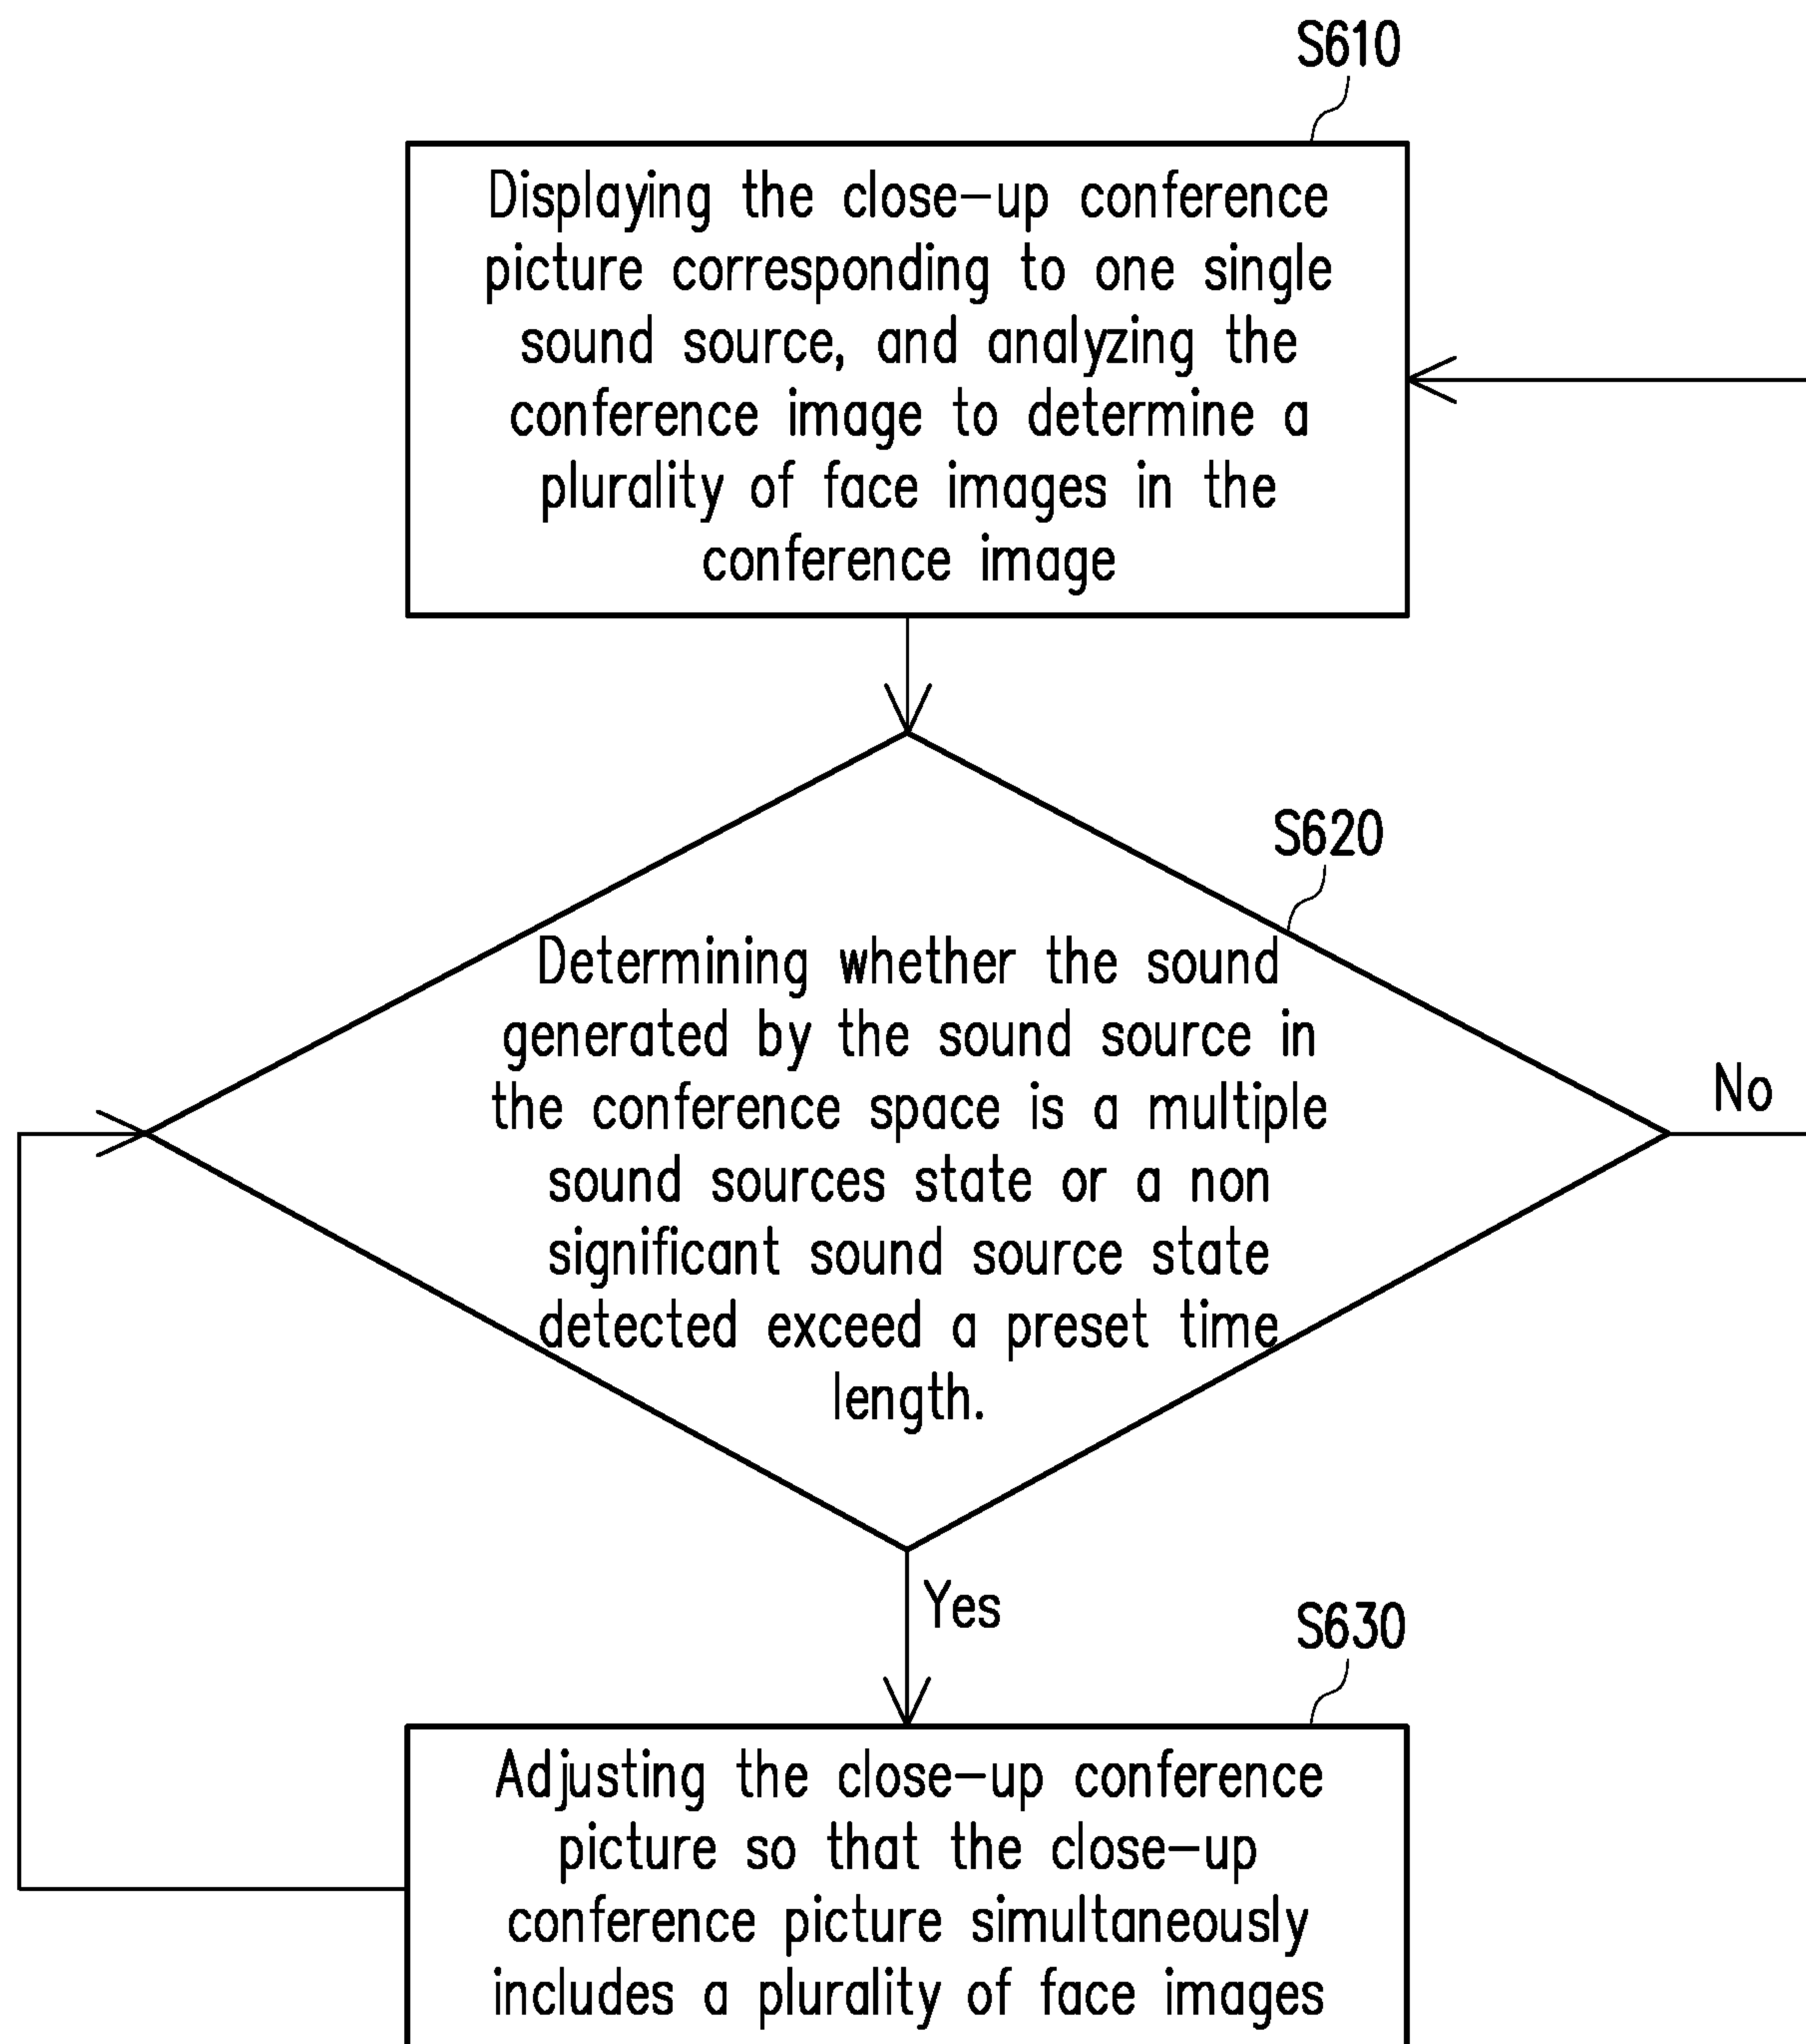 S610
Displaying the close-up conference
picture corresponding to one single
sound source, and analyzing the
conference image to determine a
plurality of face images in the
conference image
S620
Determining whether the sound
generated by the sound source in
the conference space is a multiple
sound sources state or a non
significant sound source state
detected exceed a preset time
length.
No
Yes
S630
Adjusting the close-up conference
picture so that the close-up
conference picture simultaneously
includes a plurality of face images